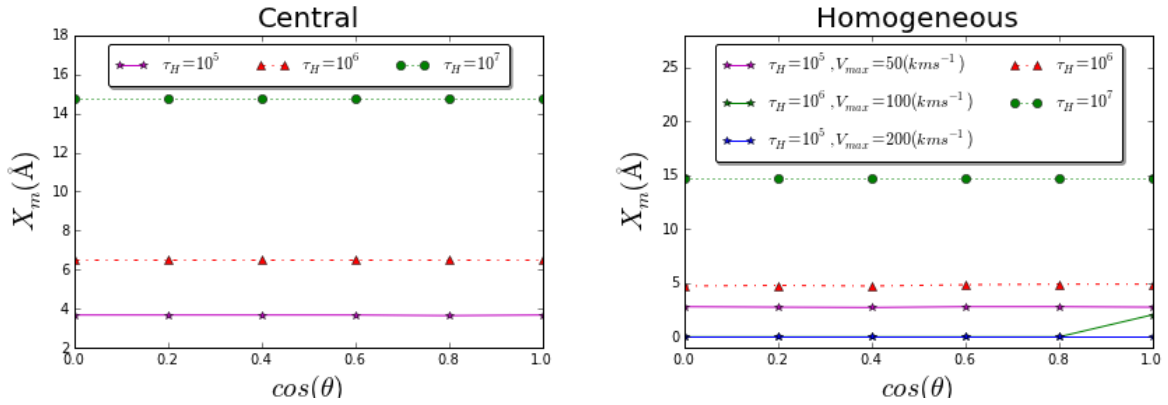 Central
18
16
14
12
10
8
6
4
2
X_m(Å)
τ_H=10^5 τ_H=10^6 τ_H=10^7
0.0 0.2 0.4 0.6 0.8 1.0
cos(θ)
Homogeneous
25
20
15
10
5
0
X_m(Å)
τ_H=10^5 ,V_max=50(kms^-1) τ_H=10^6
τ_H=10^6 ,V_max=100(kms^-1) τ_H=10^7
τ_H=10^5 ,V_max=200(kms^-1)
0.0 0.2 0.4 0.6 0.8 1.0
cos(θ)